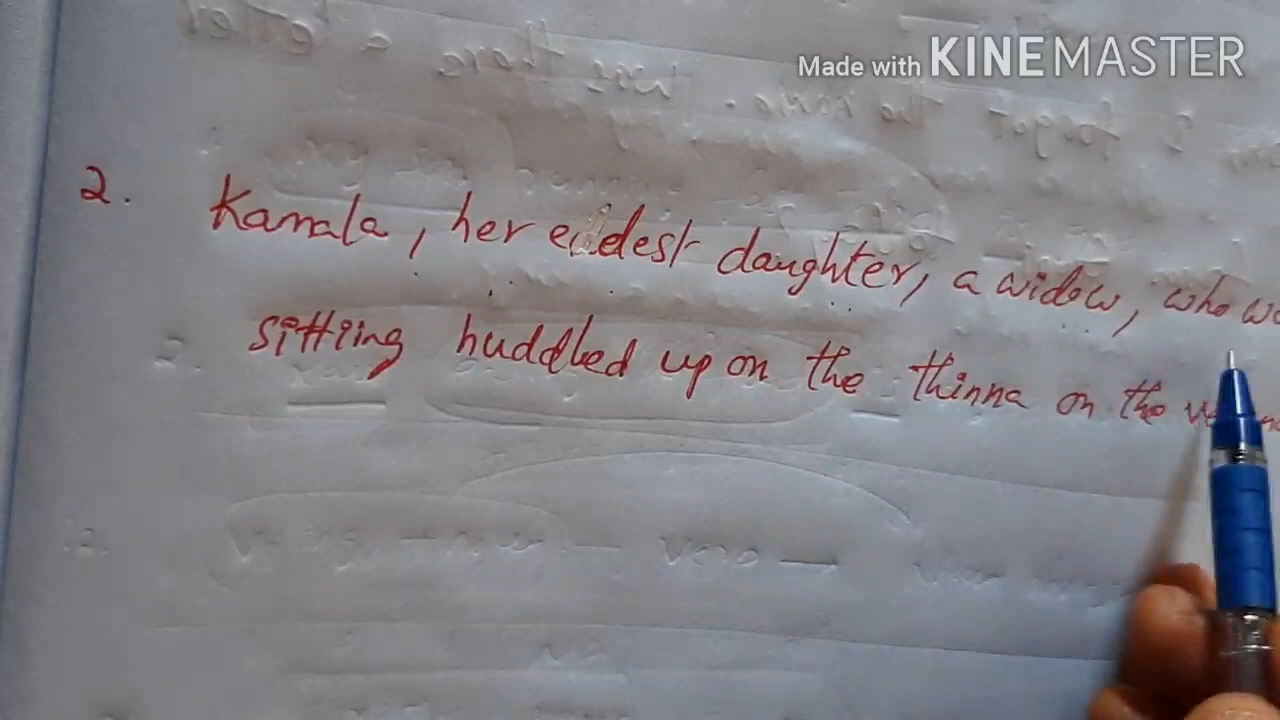 Made with KINEMASTER
2. Kamala, her eldest daughter, a widow, who
sitting huddled up on the thinna on the